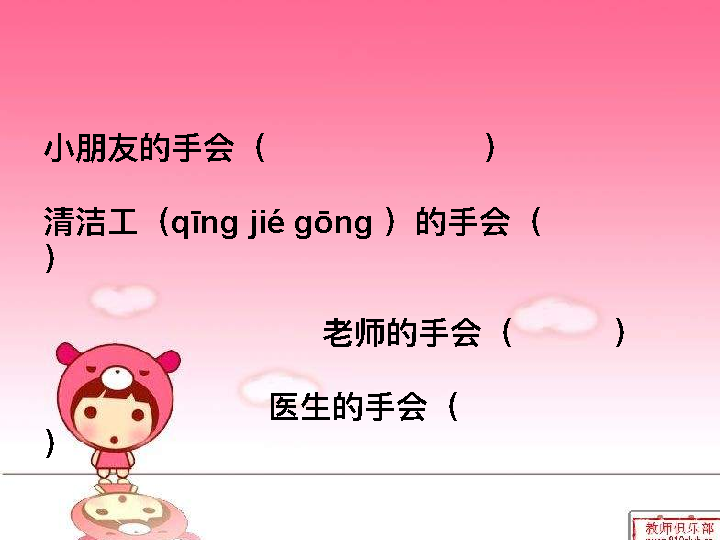 小朋友的手会（                ）
清洁工（qīng jié gōng ）的手会（
）
老师的手会（        ）
医生的手会（
）
教师俱乐部